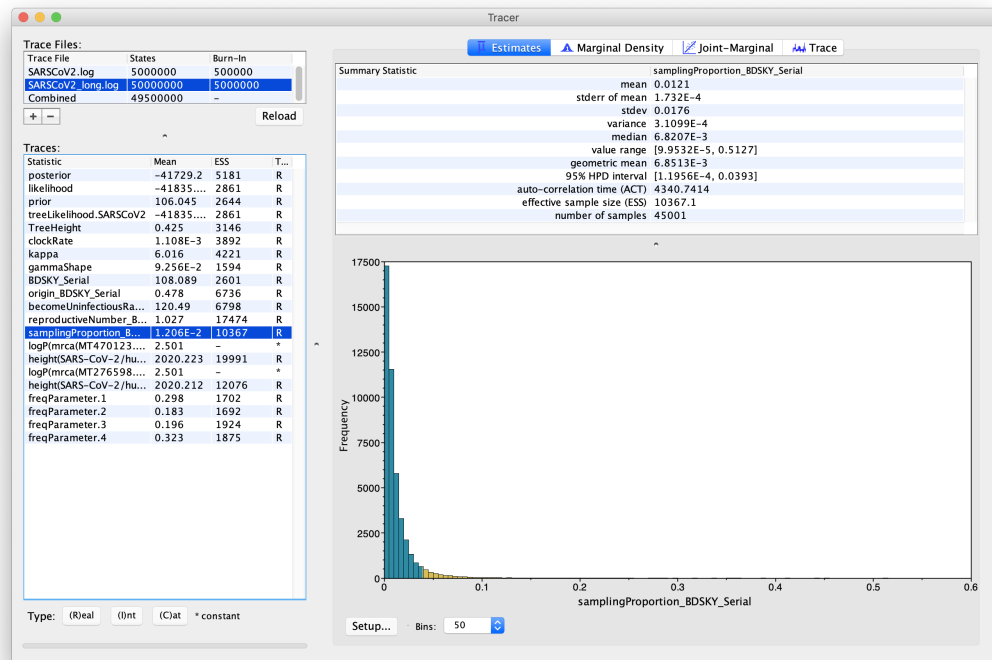 Tracer
Trace Files:
Trace File States Burn-In
SARSCoV2.log 5000000 500000
SARSCoV2_long.log 50000000 5000000
Combined 49500000 -
+ - Reload
Traces:
Statistic Mean ESS T...
posterior -41729.2 5181 R
likelihood -41835.... 2861 R
prior 106.045 2644 R
treeLikelihood.SARSCoV2 -41835.... 2861 R
TreeHeight 0.425 3146 R
clockRate 1.108E-3 3892 R
kappa 6.016 4221 R
gammaShape 9.256E-2 1594 R
BDSKY_Serial 108.089 2601 R
origin_BDSKY_Serial 0.478 6736 R
becomeUninfectiousRa... 120.49 6798 R
reproductiveNumber_B... 1.027 17474 R
samplingProportion_B... 1.206E-2 10367 R
logP(mrca(MT470123.... 2.501 - *
height(SARS-CoV-2/hu... 2020.223 19991 R
logP(mrca(MT276598.... 2.501 - *
height(SARS-CoV-2/hu... 2020.212 12076 R
freqParameter.1 0.298 1702 R
freqParameter.2 0.183 1692 R
freqParameter.3 0.196 1924 R
freqParameter.4 0.323 1875 R
Type: (R)eal (I)nt (C)at * constant
Estimates Marginal Density Joint-Marginal Trace
Summary Statistic samplingProportion_BDSKY_Serial
mean 0.0121
stderr of mean 1.732E-4
stdev 0.0176
variance 3.1099E-4
median 6.8207E-3
value range [9.9532E-5, 0.5127]
geometric mean 6.8513E-3
95% HPD interval [1.1956E-4, 0.0393]
auto-correlation time (ACT) 4340.7414
effective sample size (ESS) 10367.1
number of samples 45001
17500
15000
12500
10000
7500
5000
2500
0
Frequency
0 0.1 0.2 0.3 0.4 0.5 0.6
samplingProportion_BDSKY_Serial
Setup... Bins: 50